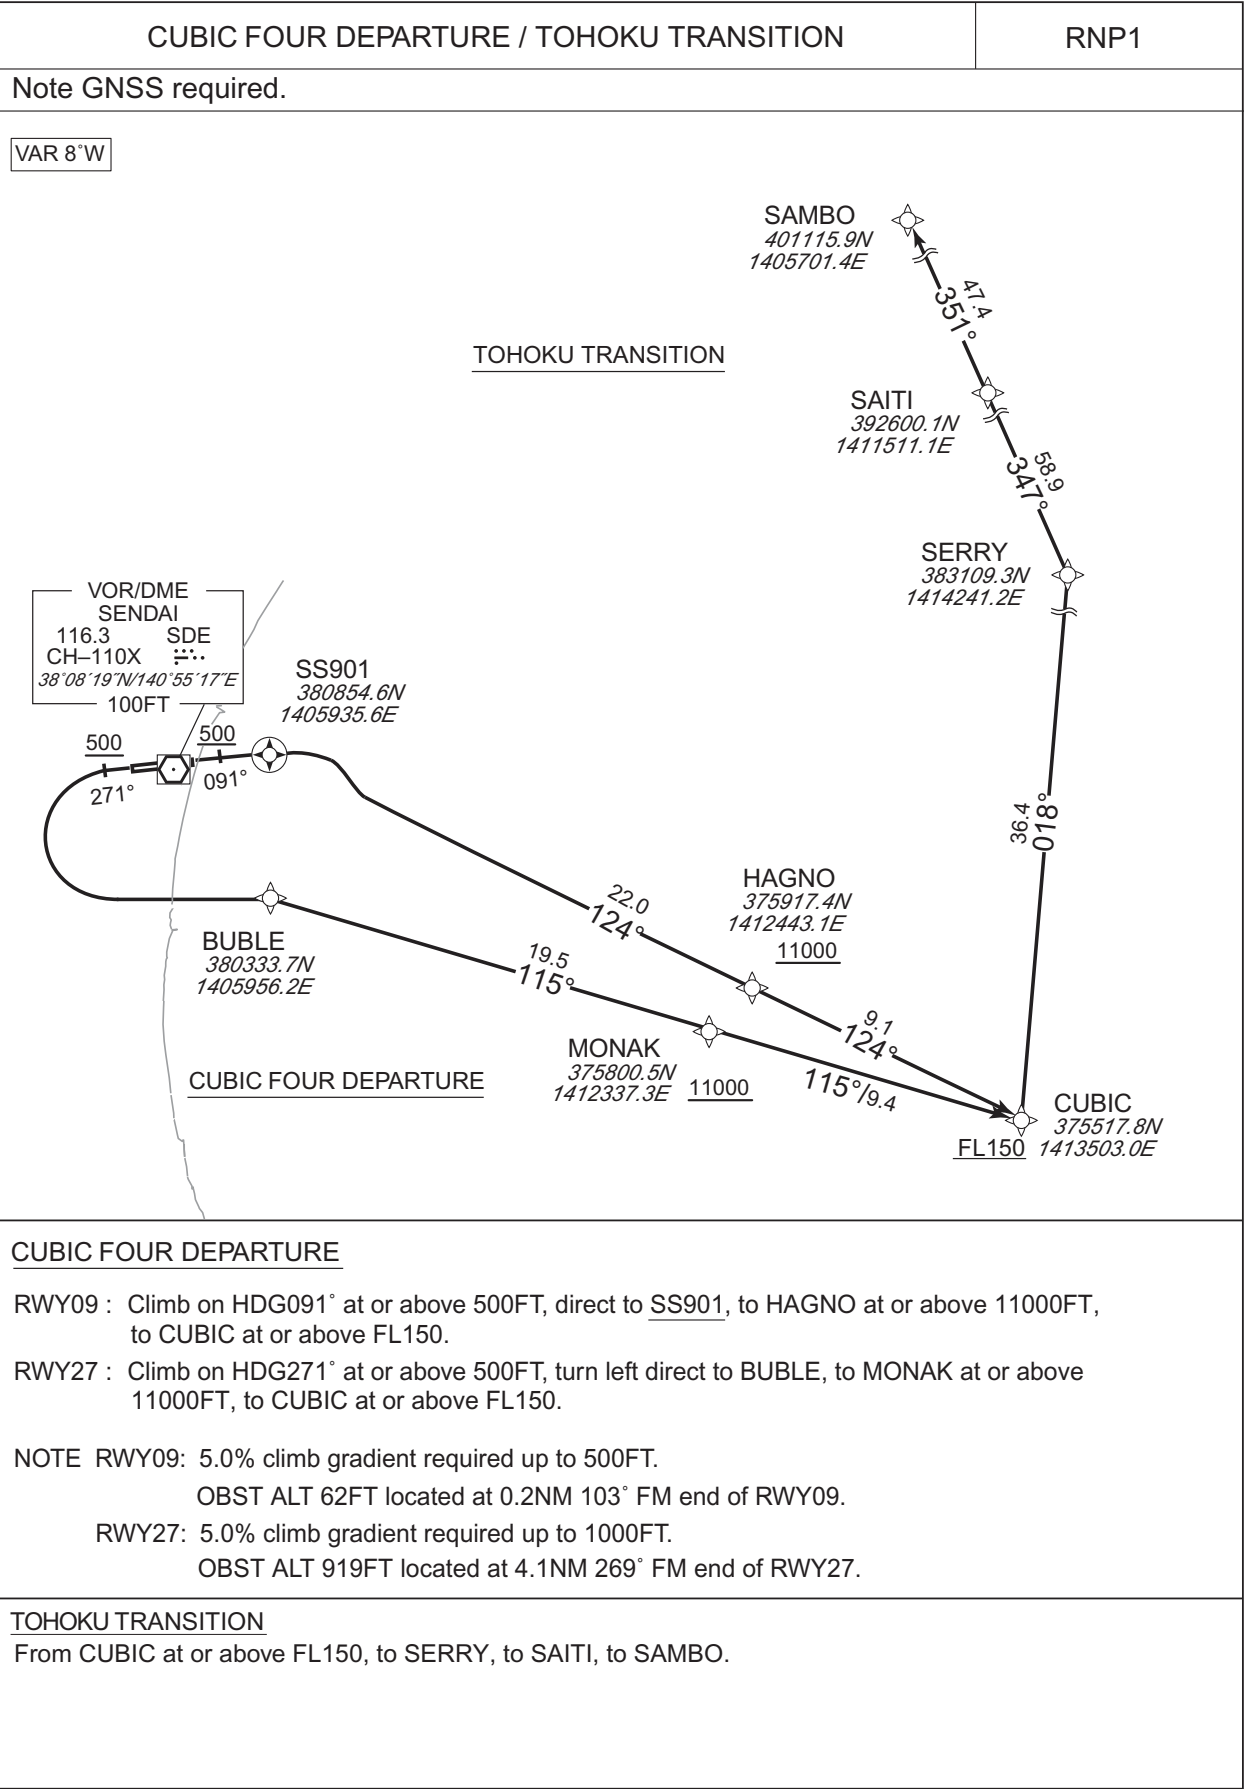 CUBIC FOUR DEPARTURE / TOHOKU TRANSITION
RNP1
Note GNSS required.
VAR 8˚W
SAMBO
401115.9N
1405701.4E
47.4
351°
TOHOKU TRANSITION
SAITI
392600.1N
1411511.1E
58.9
347°
SERRY
383109.3N
1414241.2E
VOR/DME
SENDAI
116.3 SDE
CH–110X
38˚08´19˝N/140˚55´17˝E
100FT
SS901
380854.6N
1405935.6E
500
500
271°
091°
36.4
018°
HAGNO
375917.4N
1412443.1E
11000
22.0
124°
BUBLE
380333.7N
1405956.2E
19.5
115°
9.1
124°
MONAK
375800.5N
1412337.3E
11000
115°/9.4
CUBIC FOUR DEPARTURE
CUBIC
375517.8N
1413503.0E
FL150
CUBIC FOUR DEPARTURE
RWY09 : Climb on HDG091˚ at or above 500FT, direct to SS901, to HAGNO at or above 11000FT,
to CUBIC at or above FL150.
RWY27 : Climb on HDG271˚ at or above 500FT, turn left direct to BUBLE, to MONAK at or above
11000FT, to CUBIC at or above FL150.
NOTE RWY09: 5.0% climb gradient required up to 500FT.
OBST ALT 62FT located at 0.2NM 103˚ FM end of RWY09.
RWY27: 5.0% climb gradient required up to 1000FT.
OBST ALT 919FT located at 4.1NM 269˚ FM end of RWY27.
TOHOKU TRANSITION
From CUBIC at or above FL150, to SERRY, to SAITI, to SAMBO.